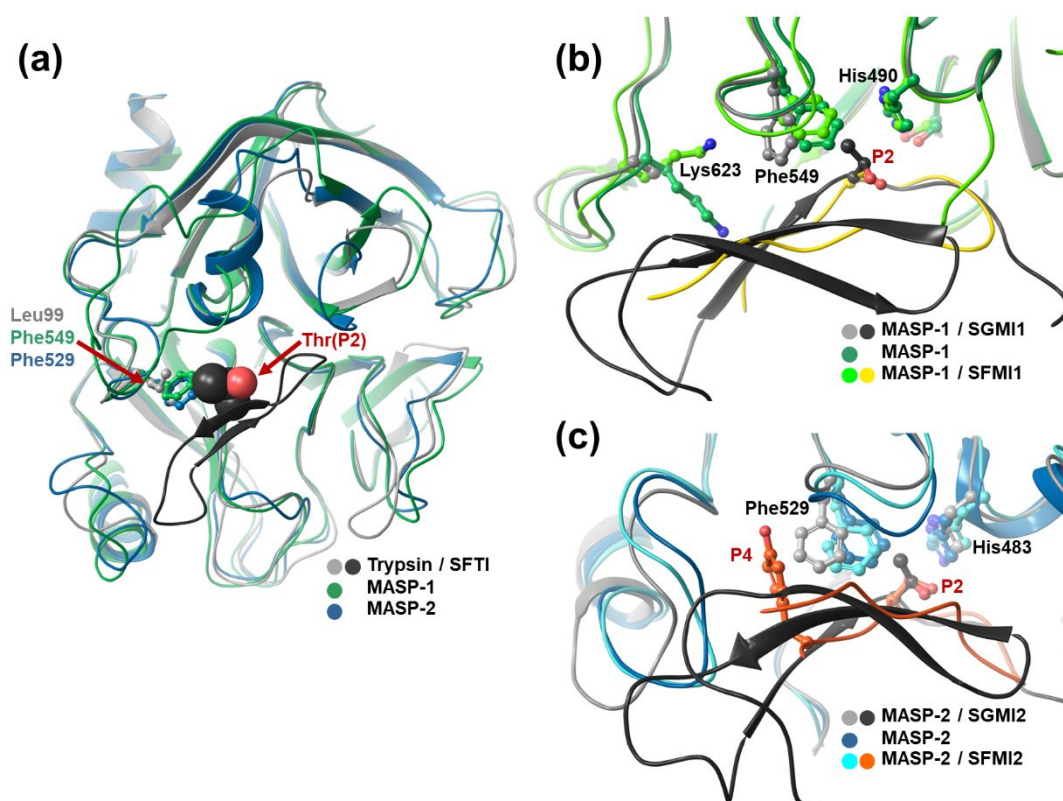 (a)
Leu99
Phe549
Phe529
Thr(P2)
Trypsin / SFTI
MASP-1
MASP-2
(b)
His490
P2
Lys623
Phe549
MASP-1 / SGMI1
MASP-1
MASP-1 / SFMI1
(c)
Phe529
P4
His483
P2
MASP-2 / SGMI2
MASP-2
MASP-2 / SFMI2